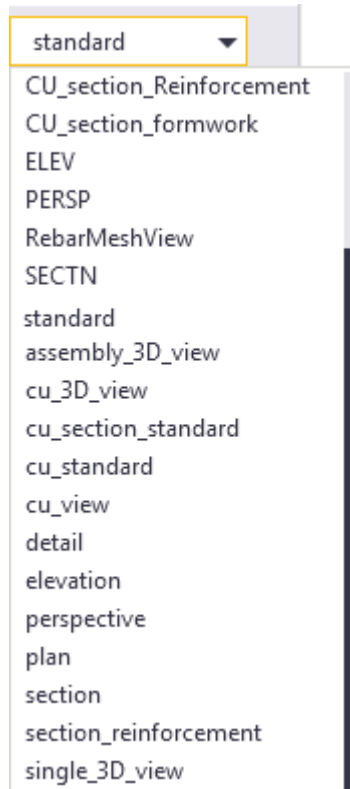 standard
CU_section_Reinforcement
CU_section_formwork
ELEV
PERSP
RebarMeshView
SECTN
standard
assembly_3D_view
cu_3D_view
cu_section_standard
cu_standard
cu_view
detail
elevation
perspective
plan
section
section_reinforcement
single_3D_view